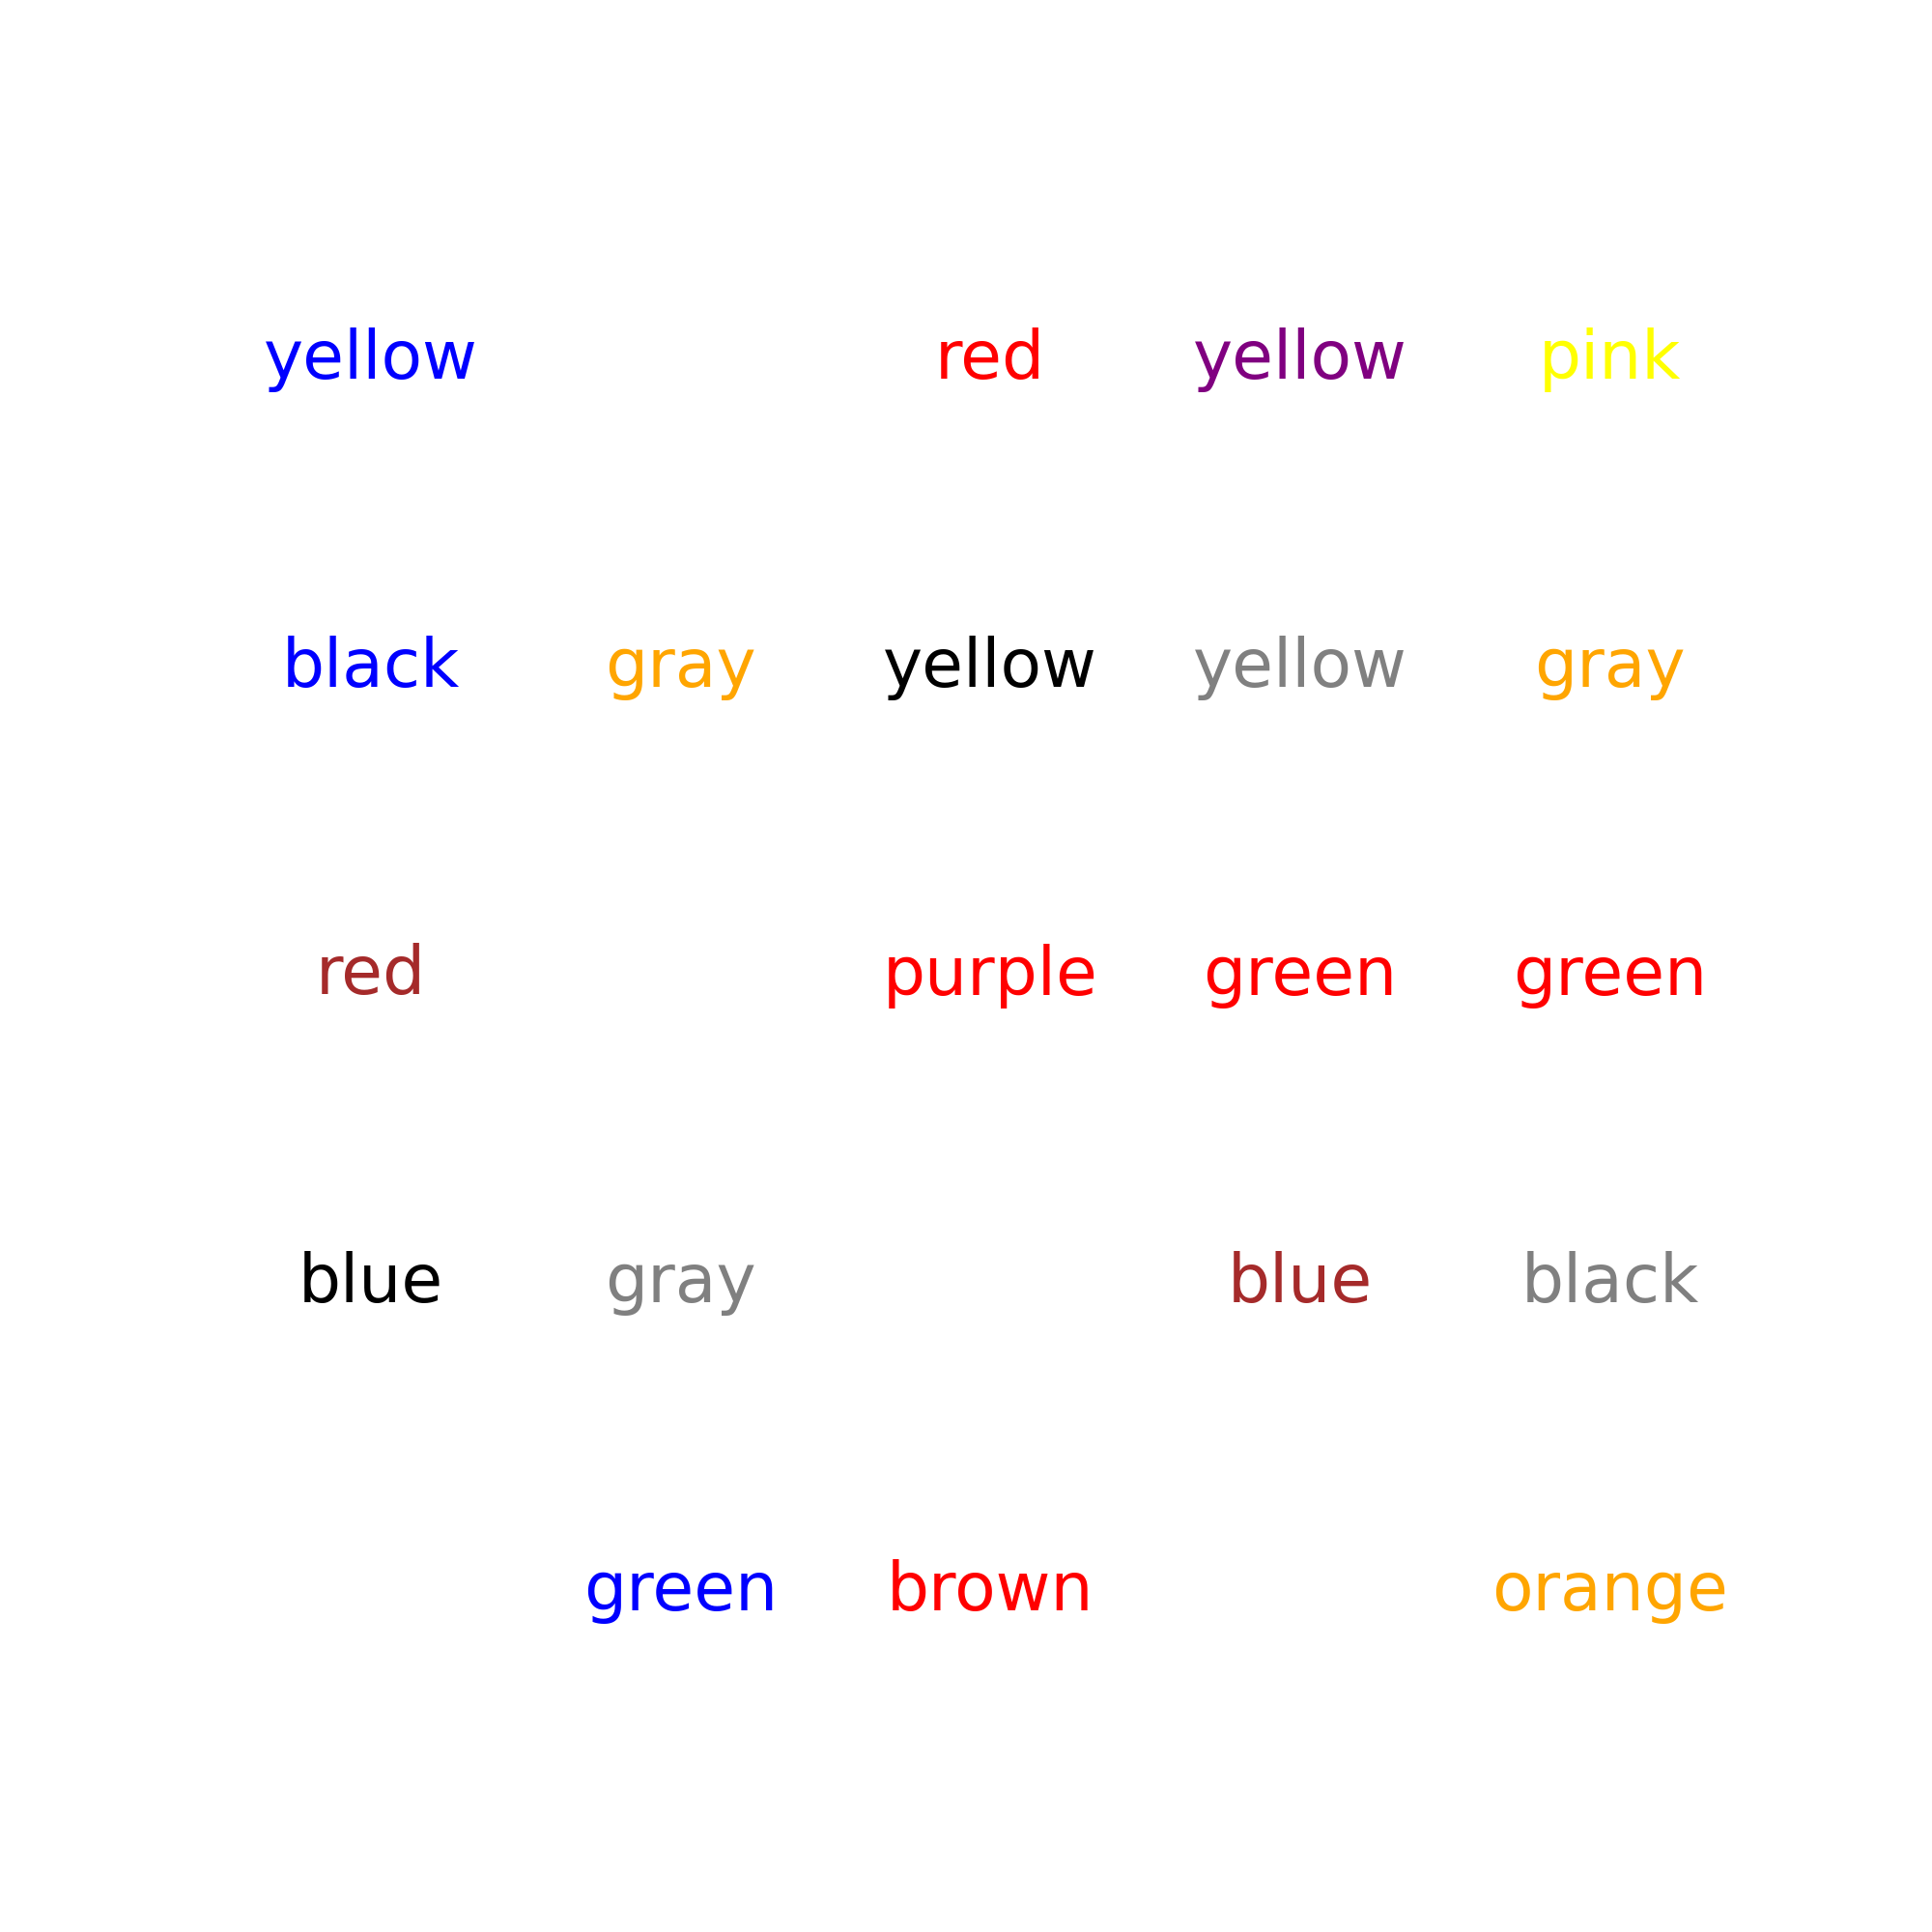 yellow red yellow pink
black gray yellow yellow gray
red purple green green
blue gray blue black
green brown orange